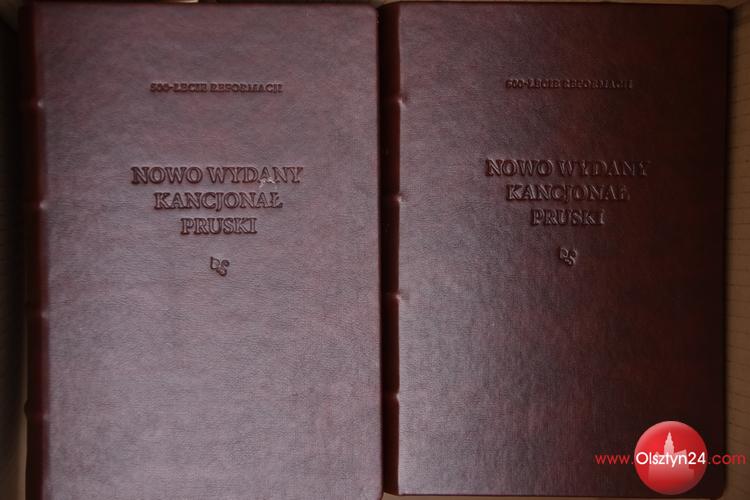 500-LECIE REFORMACJI
NOWO WYDANY
KANCJONAŁ
PRUSKI
500-LECIE REFORMACJI
NOWO WYDANY
KANCJONAŁ
PRUSKI
www.Olsztyn24.com